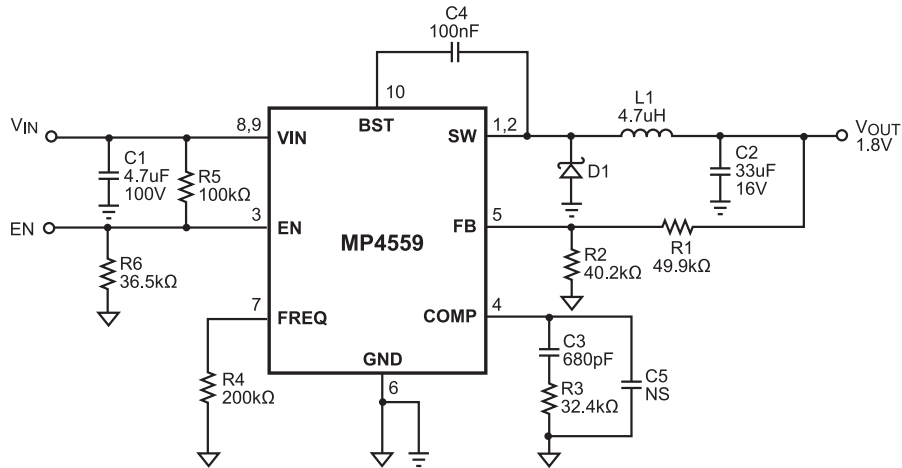 C4
100nF
10
BST
V_IN
8,9
VIN
SW
1,2
L1
4.7uH
V_OUT
1.8V
C1
4.7uF
100V
R5
100kΩ
D1
C2
33uF
16V
EN
3
EN
MP4559
FB
5
R6
36.5kΩ
R2
40.2kΩ
R1
49.9kΩ
7
FREQ
COMP
4
GND
6
R4
200kΩ
C3
680pF
R3
32.4kΩ
C5
NS